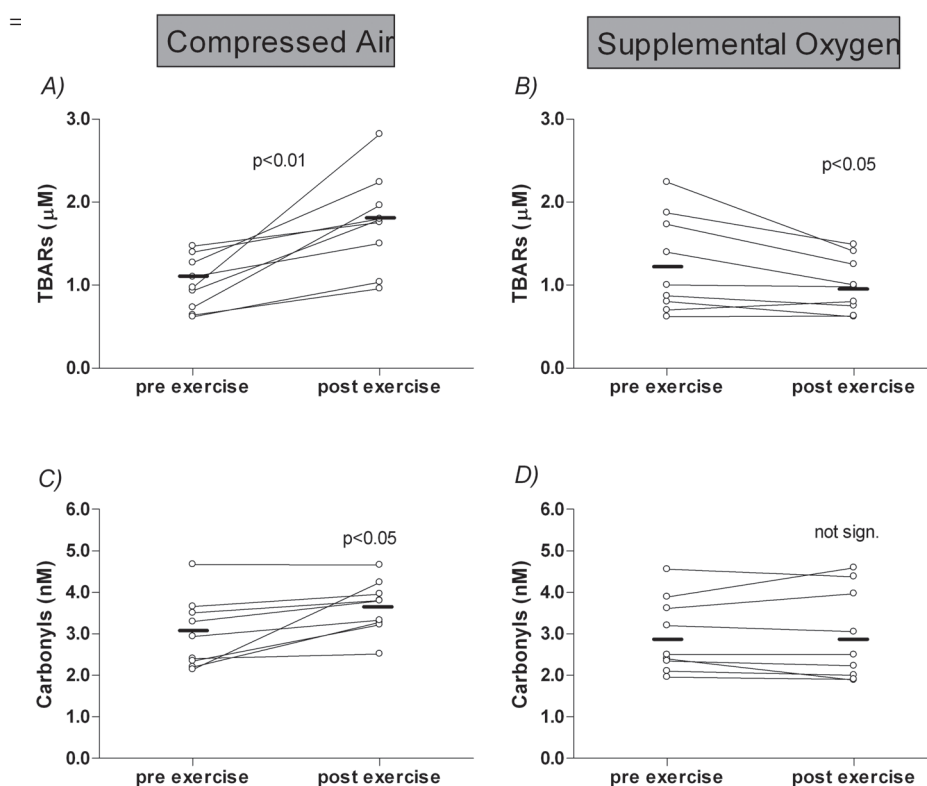 =
Compressed Air
Supplemental Oxygen
A)
3.0
2.0
1.0
0.0
TBARs (μM)
p<0.01
pre exercise
post exercise
B)
3.0
2.0
1.0
0.0
TBARs (μM)
p<0.05
pre exercise
post exercise
C)
6.0
5.0
4.0
3.0
2.0
1.0
0.0
Carbonyls (nM)
p<0.05
pre exercise
post exercise
D)
6.0
5.0
4.0
3.0
2.0
1.0
0.0
Carbonyls (nM)
not sign.
pre exercise
post exercise